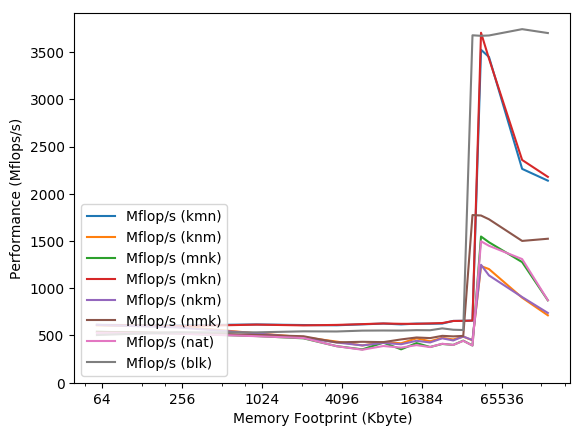 Performance (Mflops/s)
3500
3000
2500
2000
1500
1000
500
0
Mflop/s (kmn)
Mflop/s (knm)
Mflop/s (mnk)
Mflop/s (mkn)
Mflop/s (nkm)
Mflop/s (nmk)
Mflop/s (nat)
Mflop/s (blk)
64 256 1024 4096 16384 65536
Memory Footprint (Kbyte)